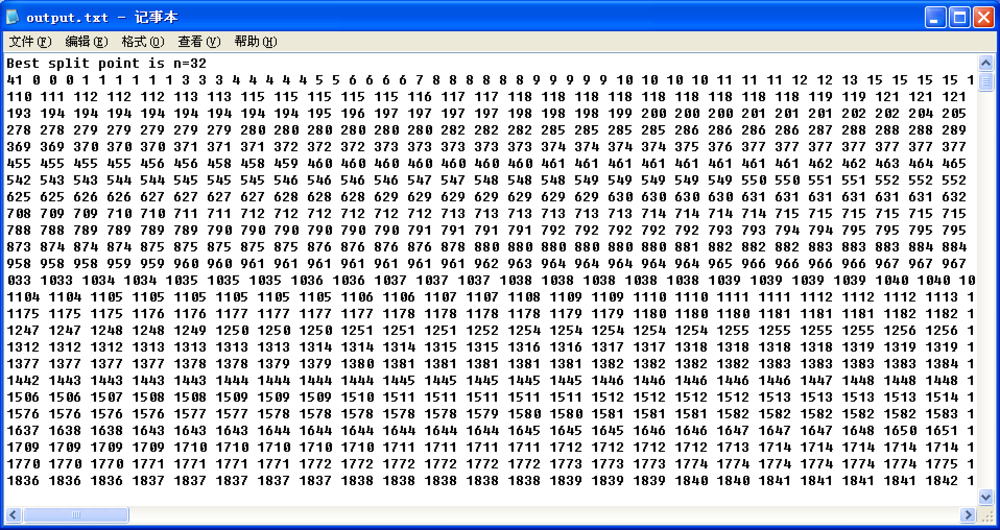 output.txt - 记事本
文件(F) 编辑(E) 格式(O) 查看(V) 帮助(H)
Best split point is n=32
41 0 0 0 1 1 1 1 1 1 3 3 3 4 4 4 4 4 5 5 6 6 6 6 7 8 8 8 8 8 8 9 9 9 9 9 10 10 10 10 11 11 11 12 12 13 15 15 15 15 1
110 111 112 112 112 113 113 115 115 115 115 115 116 117 117 118 118 118 118 118 118 118 118 118 119 119 121 121 121
193 194 194 194 194 194 194 194 194 195 196 197 197 197 197 198 198 198 199 200 200 200 201 201 201 202 202 204 205
278 278 279 279 279 279 279 280 280 280 280 280 280 282 282 282 285 285 285 285 286 286 286 286 287 288 288 288 289
369 369 370 370 370 371 371 371 372 372 372 373 373 373 373 373 374 374 374 374 375 376 377 377 377 377 377 377 377
455 455 455 455 456 456 458 458 459 460 460 460 460 460 460 460 461 461 461 461 461 461 461 461 462 462 463 464 465
542 543 543 544 544 545 545 545 546 546 546 546 547 547 548 548 548 549 549 549 549 549 550 550 551 551 552 552 552
625 625 626 626 627 627 627 627 628 628 628 629 629 629 629 629 629 629 630 630 630 630 631 631 631 631 631 631 632
708 709 709 710 710 711 711 712 712 712 712 712 712 713 713 713 713 713 713 714 714 714 714 715 715 715 715 715 715
788 788 789 789 789 789 790 790 790 790 790 790 791 791 791 791 792 792 792 792 792 793 793 794 794 795 795 795 795
873 874 874 874 875 875 875 875 875 876 876 876 876 878 880 880 880 880 880 880 881 882 882 882 883 883 883 884 884
958 958 958 959 959 960 960 961 961 961 961 961 961 961 962 963 964 964 964 964 964 965 966 966 966 966 967 967 967
033 1033 1034 1034 1035 1035 1035 1036 1036 1037 1037 1037 1038 1038 1038 1038 1038 1039 1039 1039 1039 1040 1040 10
1104 1104 1105 1105 1105 1105 1105 1105 1106 1106 1107 1107 1108 1109 1109 1110 1110 1111 1111 1112 1112 1112 1113 1
1175 1175 1175 1176 1176 1177 1177 1177 1177 1178 1178 1178 1178 1179 1179 1180 1180 1180 1181 1181 1181 1182 1182 1
1247 1247 1248 1248 1249 1250 1250 1250 1251 1251 1251 1252 1254 1254 1254 1254 1254 1255 1255 1255 1255 1256 1256 1
1312 1312 1312 1313 1313 1313 1313 1314 1314 1314 1315 1315 1316 1316 1317 1317 1318 1318 1318 1318 1319 1319 1319 1
1377 1377 1377 1377 1378 1378 1379 1379 1380 1381 1381 1381 1381 1381 1382 1382 1382 1382 1383 1383 1383 1383 1384 1
1442 1443 1443 1443 1443 1444 1444 1444 1444 1445 1445 1445 1445 1445 1446 1446 1446 1446 1446 1447 1448 1448 1448 1
1506 1506 1507 1508 1508 1509 1509 1509 1510 1511 1511 1511 1511 1511 1512 1512 1512 1512 1513 1513 1513 1513 1514 1
1576 1576 1576 1576 1577 1577 1578 1578 1578 1578 1578 1579 1580 1580 1581 1581 1581 1582 1582 1582 1582 1582 1583 1
1637 1638 1638 1643 1643 1643 1644 1644 1644 1644 1644 1644 1645 1645 1645 1646 1646 1647 1647 1647 1648 1650 1651 1
1709 1709 1709 1709 1710 1710 1710 1710 1710 1711 1711 1711 1711 1712 1712 1712 1712 1713 1714 1714 1714 1714 1714 1
1770 1770 1770 1771 1771 1771 1771 1772 1772 1772 1772 1772 1772 1773 1773 1773 1774 1774 1774 1774 1774 1774 1775 1
1836 1836 1836 1837 1837 1837 1837 1837 1838 1838 1838 1838 1838 1839 1839 1839 1840 1840 1841 1841 1841 1841 1842 1